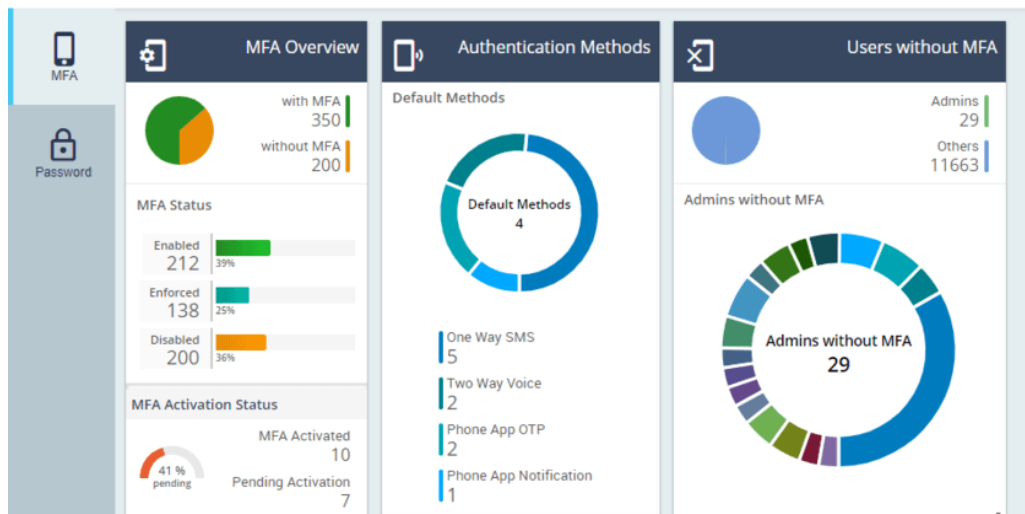 MFA
Password
MFA Overview
with MFA
350
without MFA
200
MFA Status
Enabled
212
39%
Enforced
138
25%
Disabled
200
36%
MFA Activation Status
41 %
pending
MFA Activated
10
Pending Activation
7
Authentication Methods
Default Methods
Default Methods
4
One Way SMS
5
Two Way Voice
2
Phone App OTP
2
Phone App Notification
1
Users without MFA
Admins
29
Others
11663
Admins without MFA
Admins without MFA
29